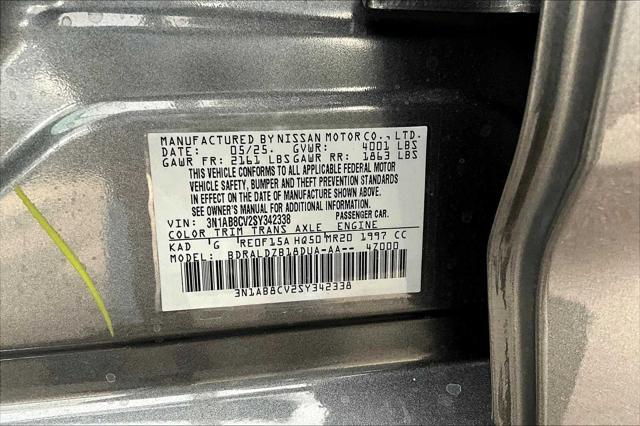 MANUFACTURED BY NISSAN MOTOR CO., LTD.
DATE: 05/25 GVWR: 4001 LBS
GAWR FR: 2161 LBS GAWR RR: 1863 LBS
THIS VEHICLE CONFORMS TO ALL APPLICABLE FEDERAL MOTOR
VEHICLE SAFETY, BUMPER AND THEFT PREVENTION STANDARDS
IN EFFECT ON THE DATE OF MANUFACTURE SHOWN ABOVE.
SEE OWNER'S MANUAL FOR ADDITIONAL INFORMATION.
VIN: 3N1AB8CV2SY342338 PASSENGER CAR.
COLOR TRIM TRANS AXLE ENGINE
KAD G RE0F15A HQ50 MR20 1997 CC
MODEL: BDRALDZB18DUA-AA-- 47000
3N1AB8CV2SY342338